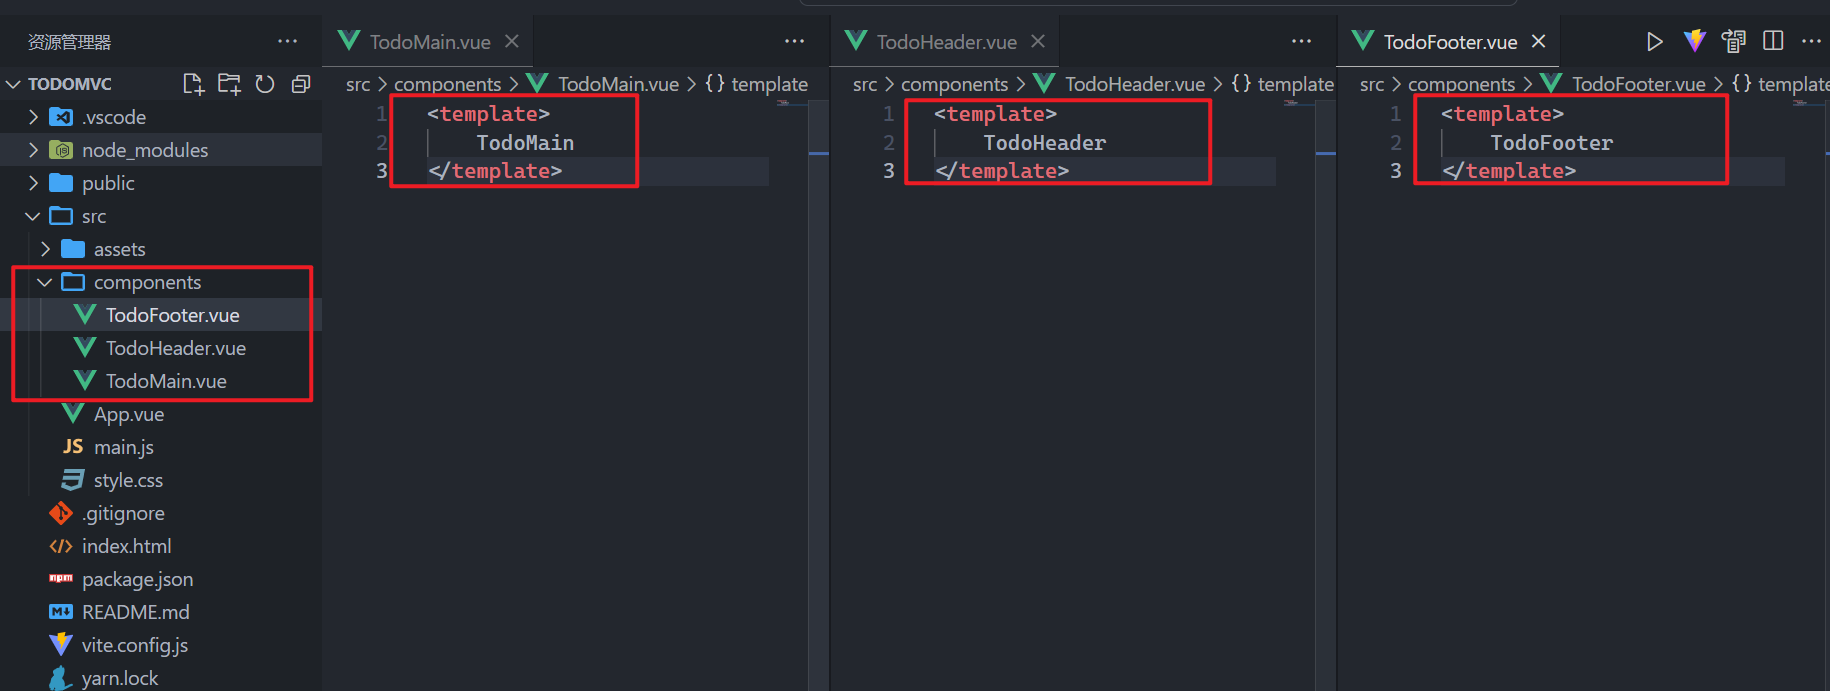 资源管理器
TODOMVC
.vscode
node_modules
public
src
assets
components
TodoFooter.vue
TodoHeader.vue
TodoMain.vue
App.vue
JS main.js
style.css
.gitignore
index.html
npm package.json
README.md
vite.config.js
yarn.lock
TodoMain.vue
src > components > TodoMain.vue > {} template
1 <template>
2 TodoMain
3 </template>
TodoHeader.vue
src > components > TodoHeader.vue > {} template
1 <template>
2 TodoHeader
3 </template>
TodoFooter.vue
src > components > TodoFooter.vue > {} template
1 <template>
2 TodoFooter
3 </template>